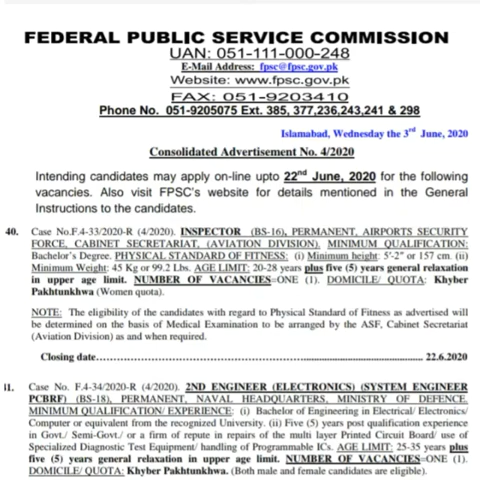 FEDERAL PUBLIC SERVICE COMMISSION
UAN: 051-111-000-248
E-Mail Address: fpsc@fpsc.gov.pk
Website: www.fpsc.gov.pk
FAX: 051-9203410
Phone No. 051-9205075 Ext. 385, 377,236,243,241 & 298
Islamabad, Wednesday the 3rd June, 2020
Consolidated Advertisement No. 4/2020
Intending candidates may apply on-line upto 22nd June, 2020 for the following
vacancies. Also visit FPSC's website for details mentioned in the General
Instructions to the candidates.
40. Case No.F.4-33/2020-R (4/2020). INSPECTOR (BS-16), PERMANENT, AIRPORTS SECURITY
FORCE, CABINET SECRETARIAT, (AVIATION DIVISION). MINIMUM QUALIFICATION:
Bachelor's Degree. PHYSICAL STANDARD OF FITNESS: (i) Minimum height: 5'-2" or 157 cm. (ii)
Minimum Weight: 45 Kg or 99.2 Lbs. AGE LIMIT: 20-28 years plus five (5) years general relaxation
in upper age limit. NUMBER OF VACANCIES=ONE (1). DOMICILE/ QUOTA: Khyber
Pakhtunkhwa (Women quota).
NOTE: The eligibility of the candidates with regard to Physical Standard of Fitness as advertised will
be determined on the basis of Medical Examination to be arranged by the ASF, Cabinet Secretariat
(Aviation Division) as and when required.
Closing date.................................................................................................... 22.6.2020
11. Case No. F.4-34/2020-R (4/2020). 2ND ENGINEER (ELECTRONICS) (SYSTEM ENGINEER
PCBRF) (BS-18), PERMANENT, NAVAL HEADQUARTERS, MINISTRY OF DEFENCE.
MINIMUM QUALIFICATION/ EXPERIENCE: (i) Bachelor of Engineering in Electrical/ Electronics/
Computer or equivalent from the recognized University. (ii) Five (5) years post qualification experience
in Govt./ Semi-Govt./ or a firm of repute in repairs of the multi layer Printed Circuit Board/ use of
Specialized Diagnostic Test Equipment/ handling of Programmable ICs. AGE LIMIT: 25-35 years plus
five (5) years general relaxation in upper age limit. NUMBER OF VACANCIES=ONE (1).
DOMICILE/ QUOTA: Khyber Pakhtunkhwa. (Both male and female candidates are eligible).